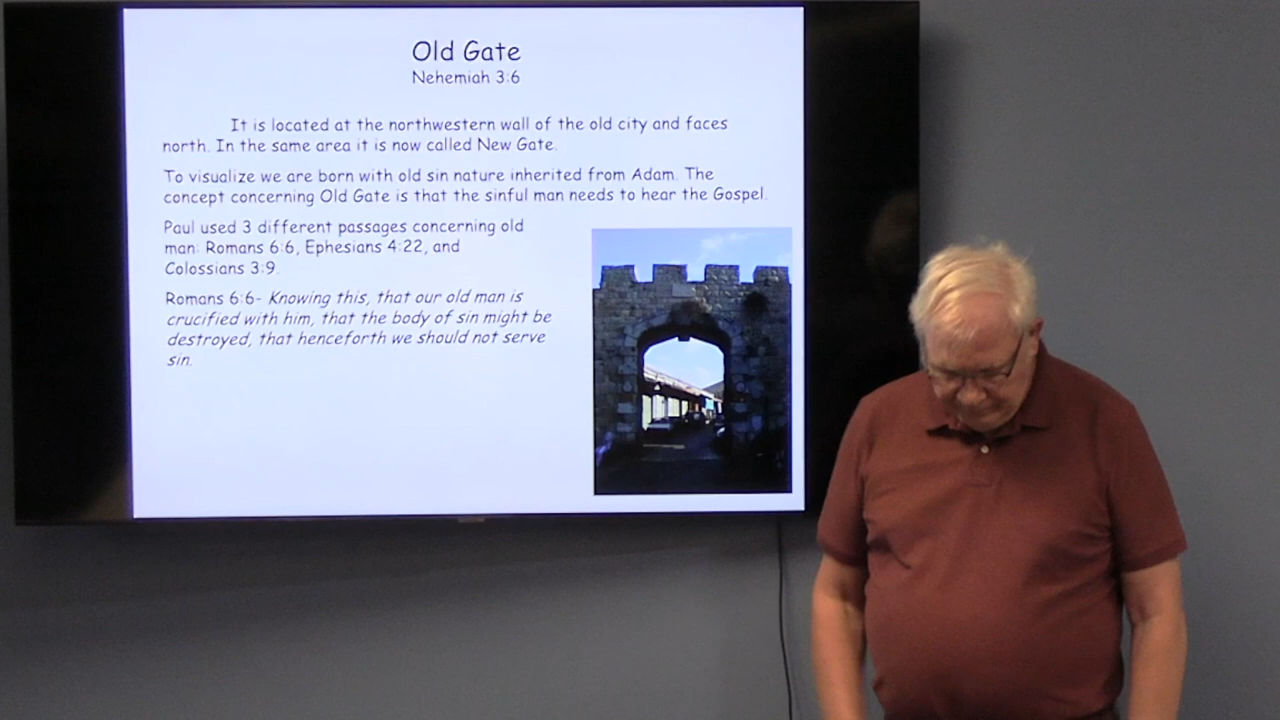 Old Gate
Nehemiah 3:6
It is located at the northwestern wall of the old city and faces
north. In the same area it is now called New Gate.
To visualize we are born with old sin nature inherited from Adam. The
concept concerning Old Gate is that the sinful man needs to hear the Gospel.
Paul used 3 different passages concerning old
man: Romans 6:6, Ephesians 4:22, and
Colossians 3:9.
Romans 6:6- Knowing this, that our old man is
crucified with him, that the body of sin might be
destroyed, that henceforth we should not serve
sin.